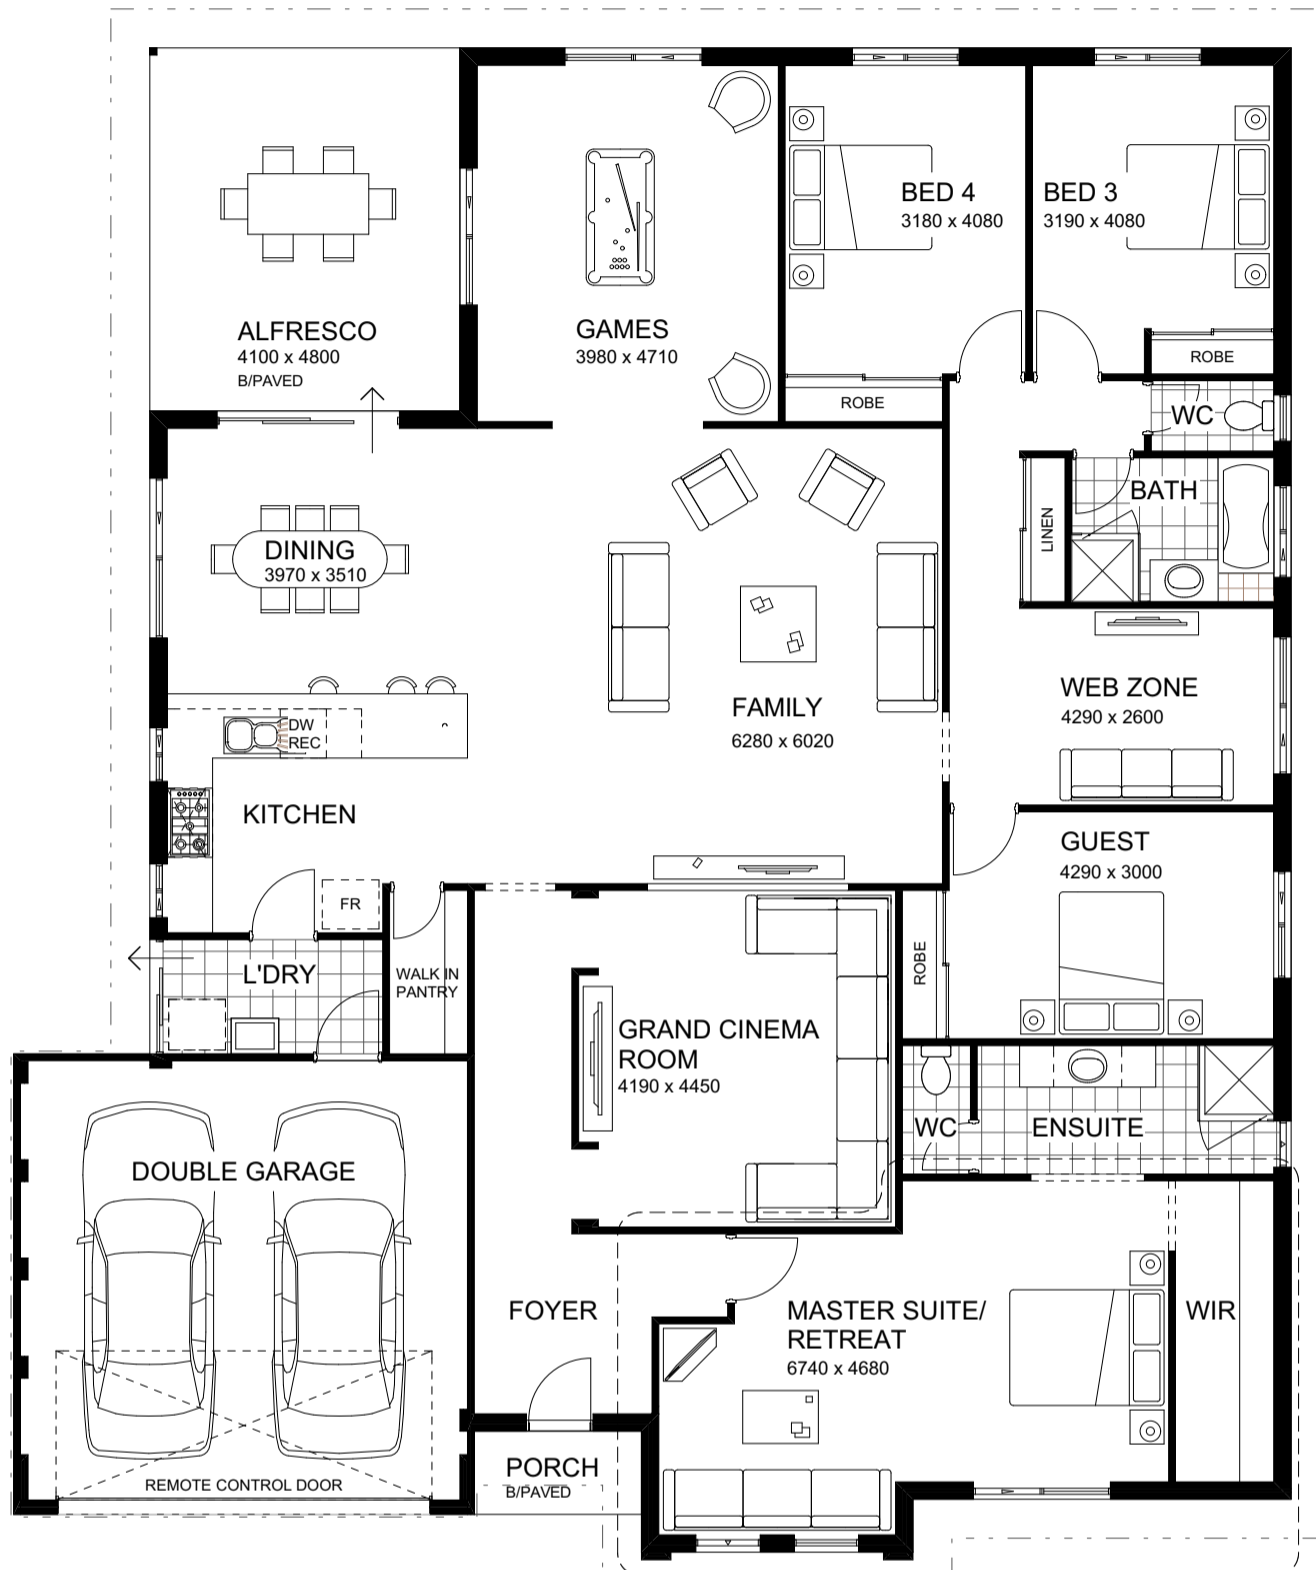 BED 4
3180 x 4080
BED 3
3190 x 4080
ALFRESCO
4100 x 4800
B/PAVED
GAMES
3980 x 4710
ROBE
ROBE
WC
BATH
LINEN
DINING
3970 x 3510
WEB ZONE
4290 x 2600
FAMILY
6280 x 6020
DW
REC
KITCHEN
GUEST
4290 x 3000
FR
ROBE
L'DRY
WALK IN
PANTRY
GRAND CINEMA
ROOM
4190 x 4450
WC
ENSUITE
DOUBLE GARAGE
FOYER
MASTER SUITE/
RETREAT
6740 x 4680
WIR
PORCH
B/PAVED
REMOTE CONTROL DOOR